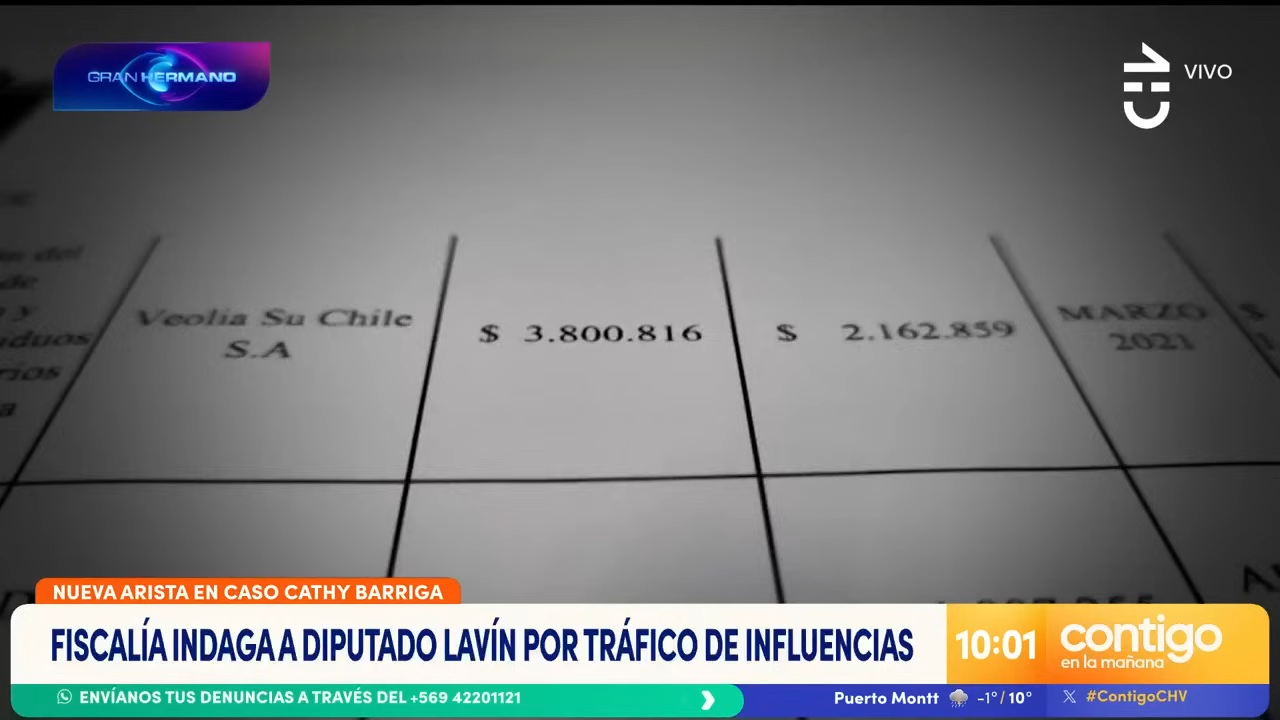 GRAN HERMANO
CHV
VIVO
Veolia Su Chile
S.A
$ 3.800.816
$ 2.162.859
MARZO
2021
$
NUEVA ARISTA EN CASO CATHY BARRIGA
FISCALÍA INDAGA A DIPUTADO LAVÍN POR TRÁFICO DE INFLUENCIAS
10:01
contigo
en la mañana
ENVÍANOS TUS DENUNCIAS A TRAVÉS DEL +569 42201121
Puerto Montt -1°/ 10°
#ContigoCHV